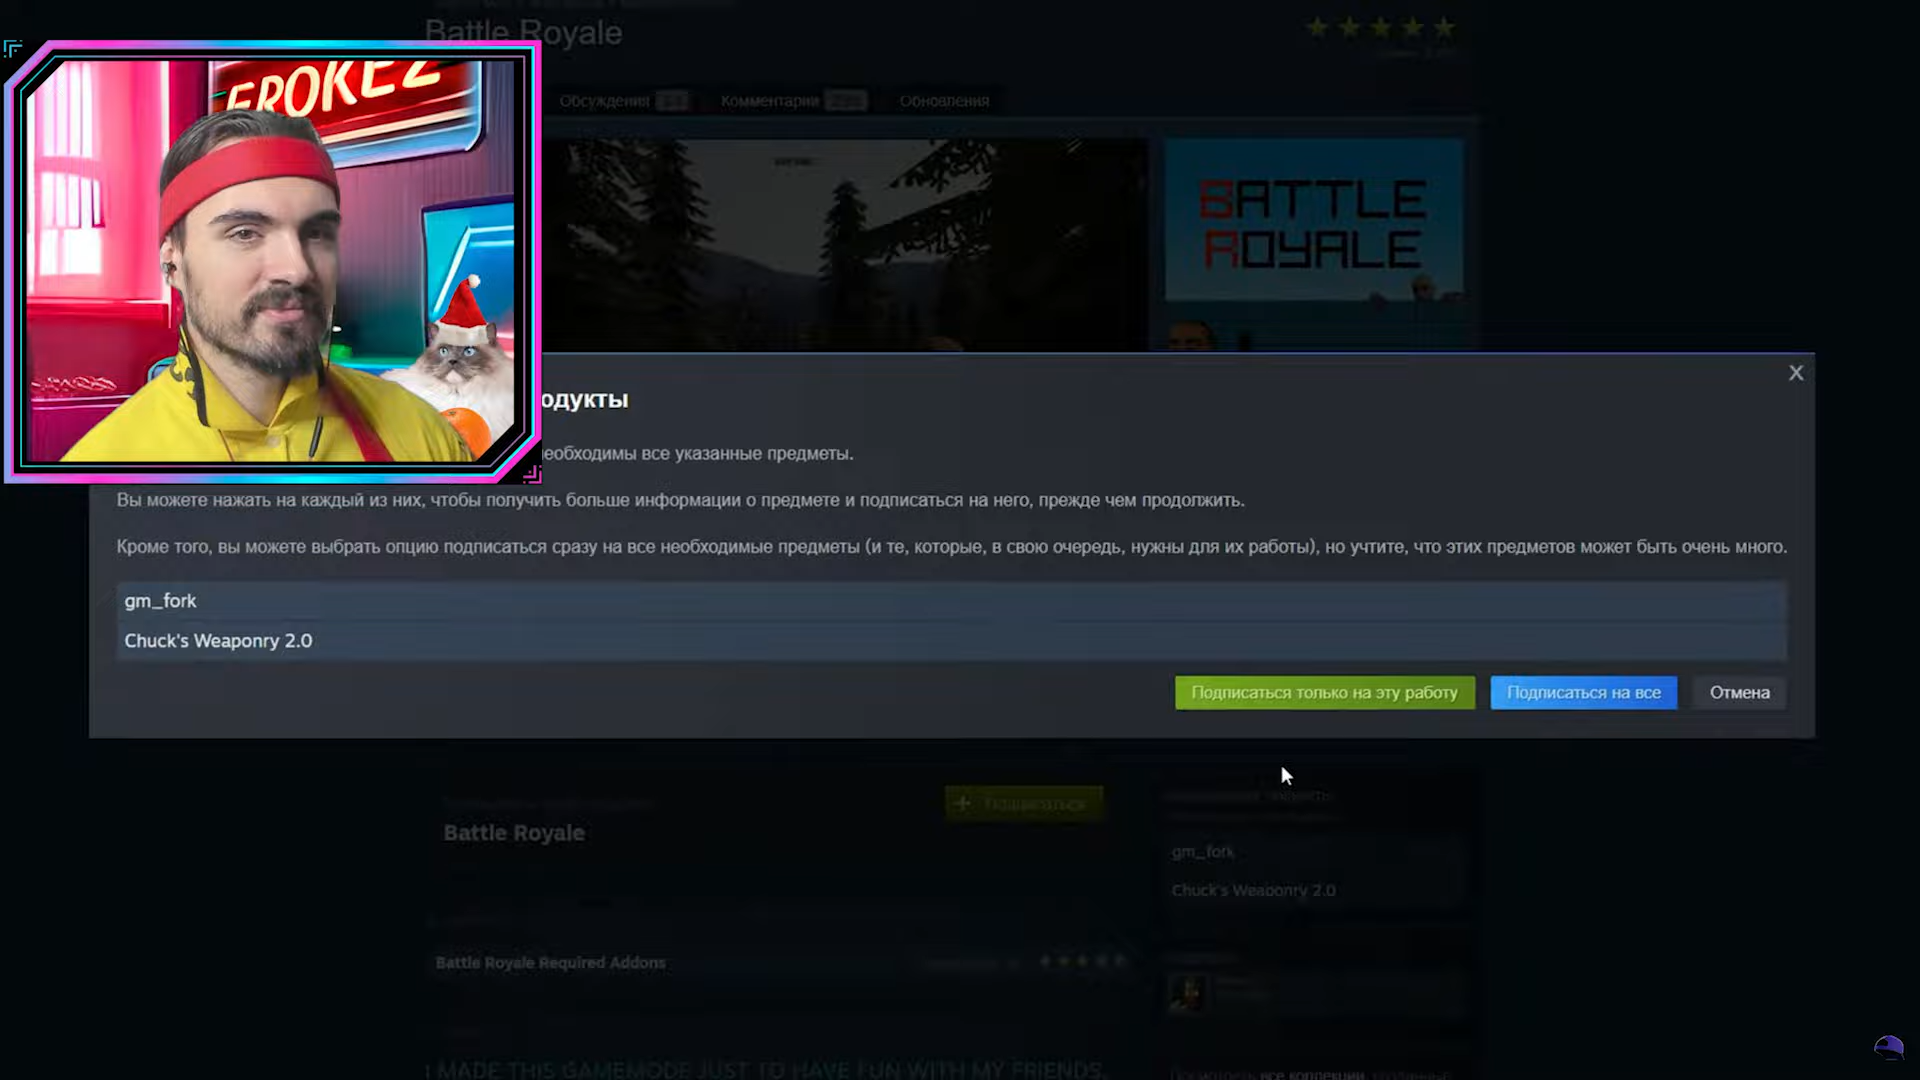 Battle Royale
EROKEZ
Обсуждения
Комментарии
Обновления
BATTLE
ROYALE
одукты
X
еобходимы все указанные предметы.
Вы можете нажать на каждый из них, чтобы получить больше информации о предмете и подписаться на него, прежде чем продолжить.
Кроме того, вы можете выбрать опцию подписаться сразу на все необходимые предметы (и те, которые, в свою очередь, нужны для их работы), но учтите, что этих предметов может быть очень много.
gm_fork
Chuck's Weaponry 2.0
Подписаться только на эту работу
Подписаться на все
Отмена
+ Подписаться
Battle Royale
gm_fork
Chuck's Weaponry 2.0
Battle Royale Required Addons
I MADE THIS GAMEMODE JUST TO HAVE FUN WITH MY FRIENDS.